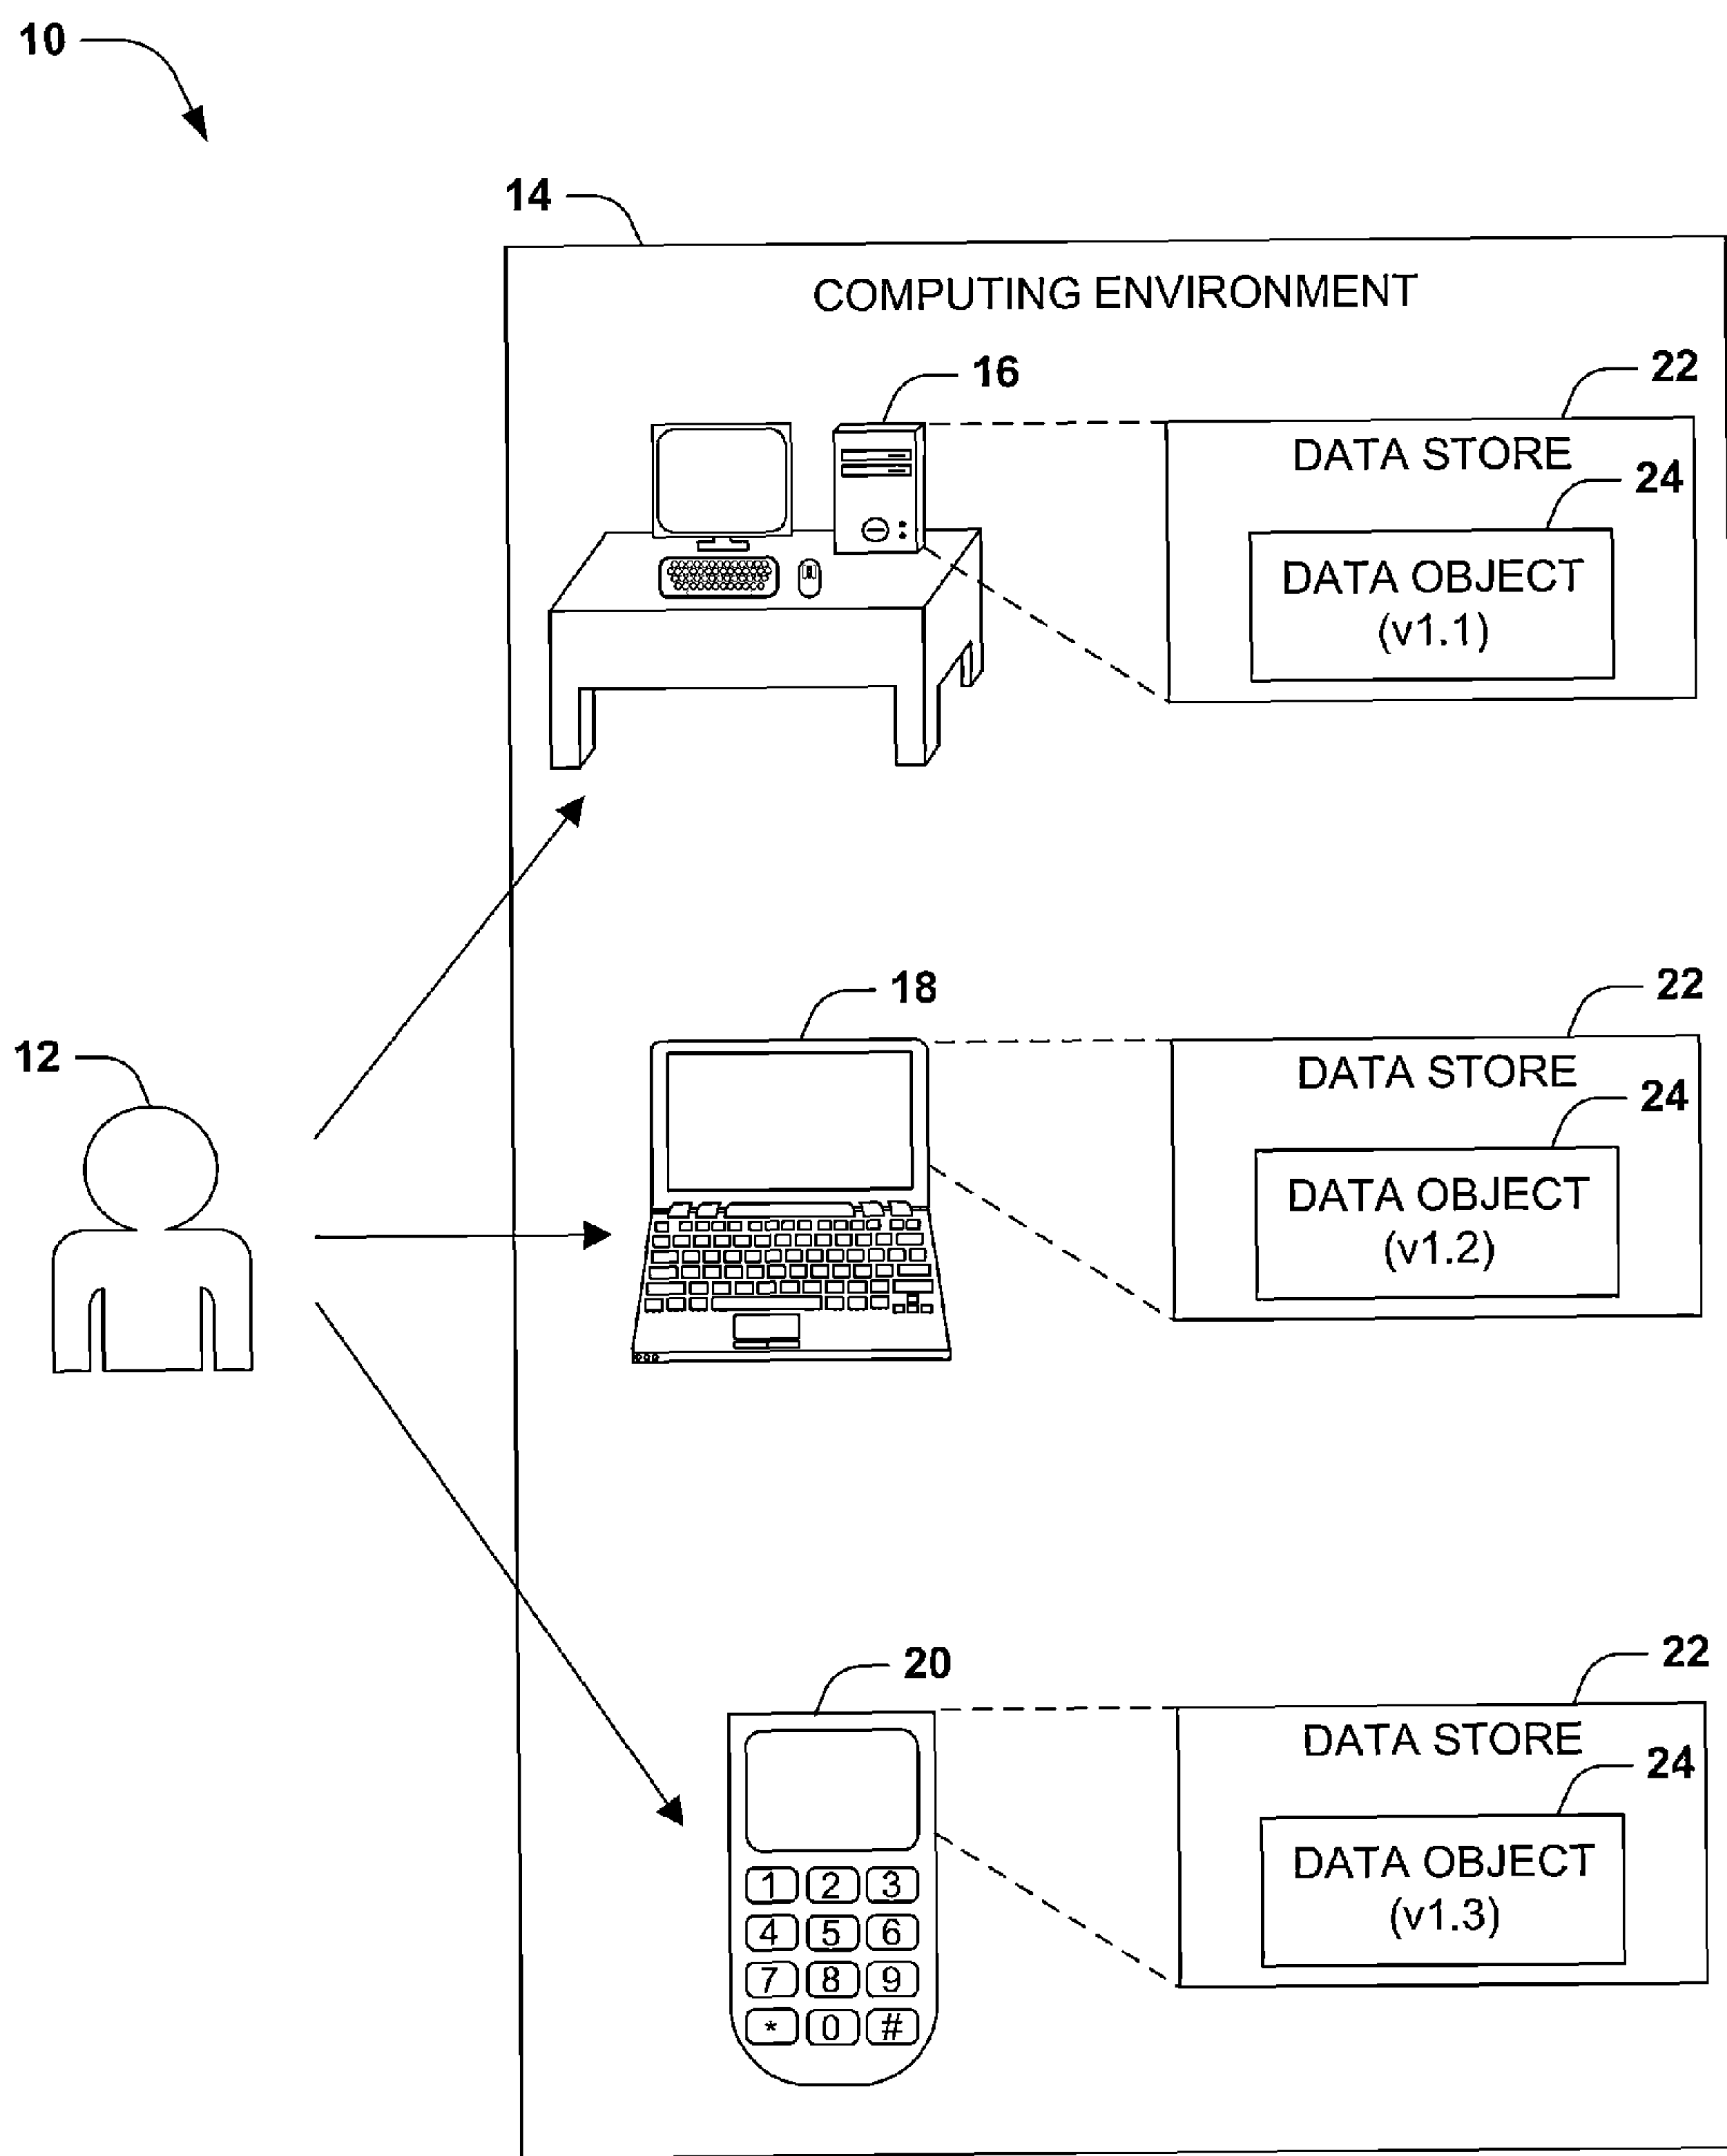 10
14
COMPUTING ENVIRONMENT
16
22
DATA STORE
24
DATA OBJECT
(v1.1)
18
22
DATA STORE
24
DATA OBJECT
(v1.2)
12
20
22
DATA STORE
24
DATA OBJECT
(v1.3)
1 2 3
4 5 6
7 8 9
* 0 #